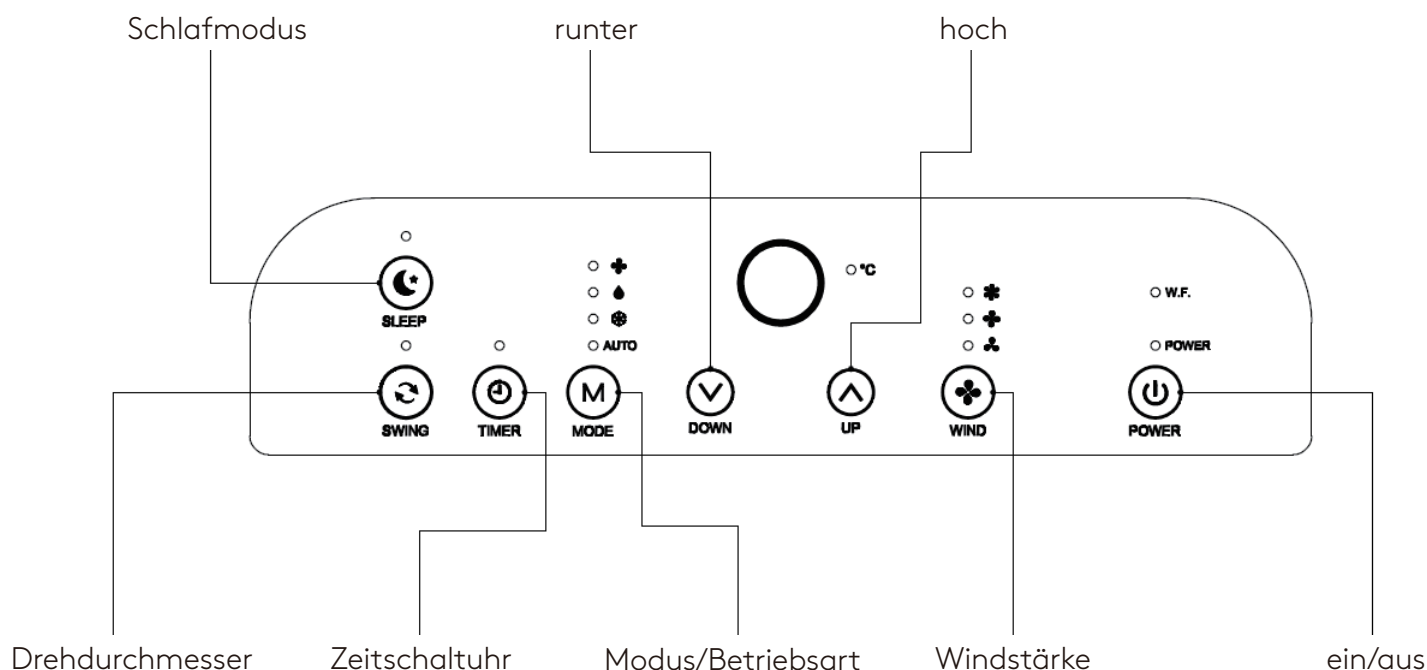 Schlafmodus
runter
hoch
°C
W.F.
SLEEP
AUTO
POWER
M
SWING
TIMER
MODE
DOWN
UP
WIND
POWER
Drehdurchmesser
Zeitschaltuhr
Modus/Betriebsart
Windstärke
ein/aus